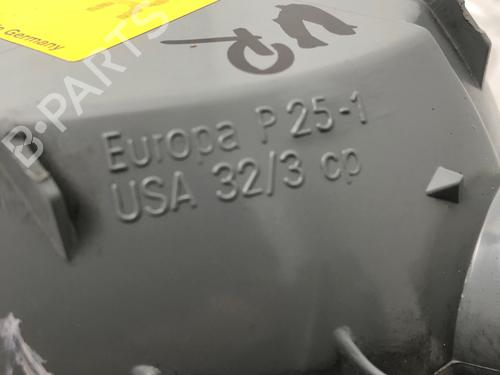 n Germany
B-PARTS
Europa P 25-1
USA 32/3 cp